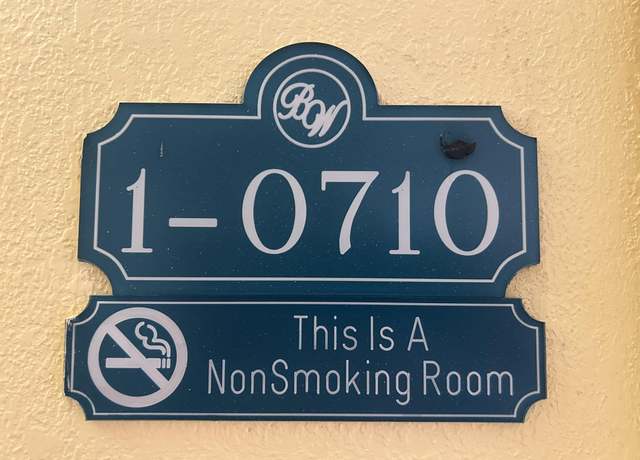 BW
1-0710
This Is A
NonSmoking Room